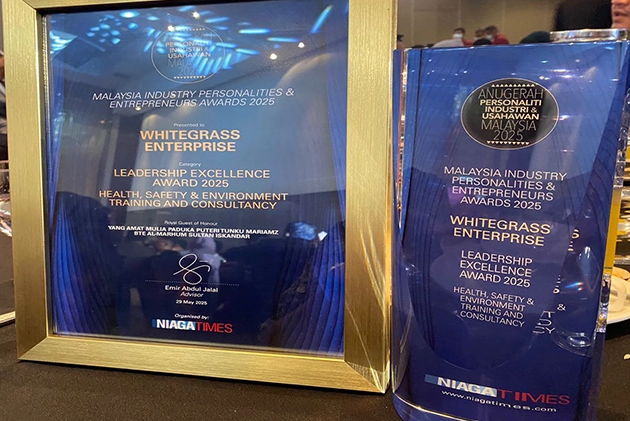 MALAYSIA INDUSTRY PERSONALITIES &
ENTREPRENEURS AWARDS 2025
Presented to
WHITEGRASS
ENTERPRISE
Category
LEADERSHIP EXCELLENCE
AWARD 2025
HEALTH, SAFETY & ENVIRONMENT
TRAINING AND CONSULTANCY
Royal Guest of Honour
YANG AMAT MULIA PADUKA PUTERI TUNKU MARIAMZ
BTE AL-MARHUM SULTAN ISKANDAR
Emir Abdul Jalal
Advisor
29 May 2025
Organised by:
NIAGATIMES
ANUGERAH
PERSONALITI
INDUSTRI &
USAHAWAN
MALAYSIA
2025
MALAYSIA INDUSTRY
PERSONALITIES &
ENTREPRENEURS
AWARDS 2025
WHITEGRASS
ENTERPRISE
LEADERSHIP
EXCELLENCE
AWARD 2025
HEALTH, SAFETY &
ENVIRONMENT
TRAINING AND
CONSULTANCY
NIAGATIMES
www.niagatimes.com